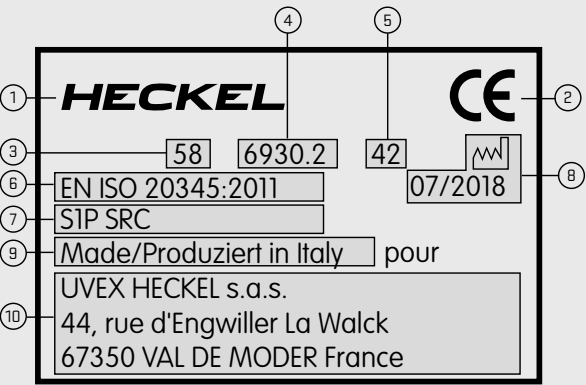 4 5
1 HECKEL CE 2
3 58 6930.2 42
6 EN ISO 20345:2011 07/2018 8
7 S1P SRC
9 Made/Produziert in Italy pour
UVEX HECKEL s.a.s.
10 44, rue d'Engwiller La Walck
67350 VAL DE MODER France